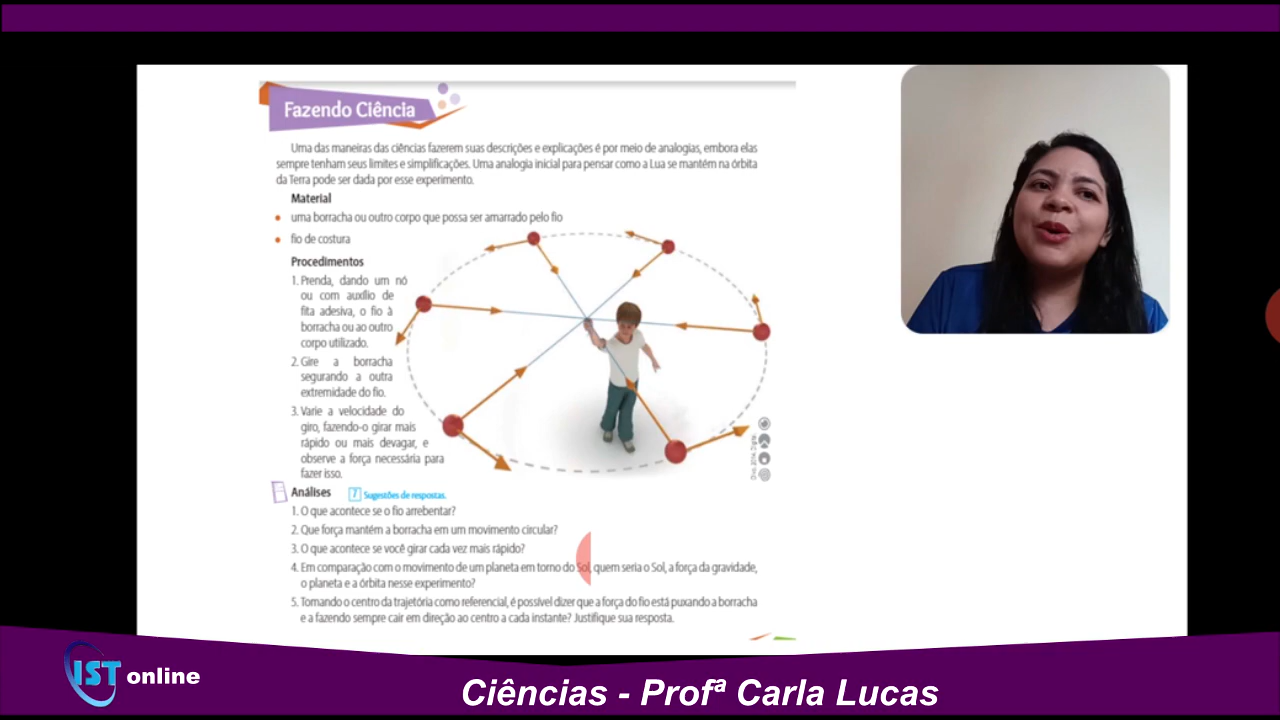 Fazendo Ciência
Uma das maneiras das ciências fazerem suas descrições e explicações é por meio de analogias, embora elas
sempre tenham seus limites e simplificações. Uma analogia inicial para pensar como a Lua se mantém na órbita
da Terra pode ser dada por esse experimento.
Material
• uma borracha ou outro corpo que possa ser amarrado pelo fio
• fio de costura
Procedimentos
1. Prenda, dando um nó
ou com auxílio de
fita adesiva, o fio à
borracha ou ao outro
corpo utilizado.
2. Gire a borracha
segurando a outra
extremidade do fio.
3. Varie a velocidade do
giro, fazendo-o girar mais
rápido ou mais devagar, e
observe a força necessária para
fazer isso.
Análises
7 Sugestões de respostas.
1. O que acontece se o fio arrebentar?
2. Que força mantém a borracha em um movimento circular?
3. O que acontece se você girar cada vez mais rápido?
4. Em comparação com o movimento de um planeta em torno do Sol, quem seria o Sol, a força da gravidade,
o planeta e a órbita nesse experimento?
5. Tomando o centro da trajetória como referencial, é possível dizer que a força do fio está puxando a borracha
e a fazendo sempre cair em direção ao centro a cada instante? Justifique sua resposta.
IST online
Ciências - Profª Carla Lucas